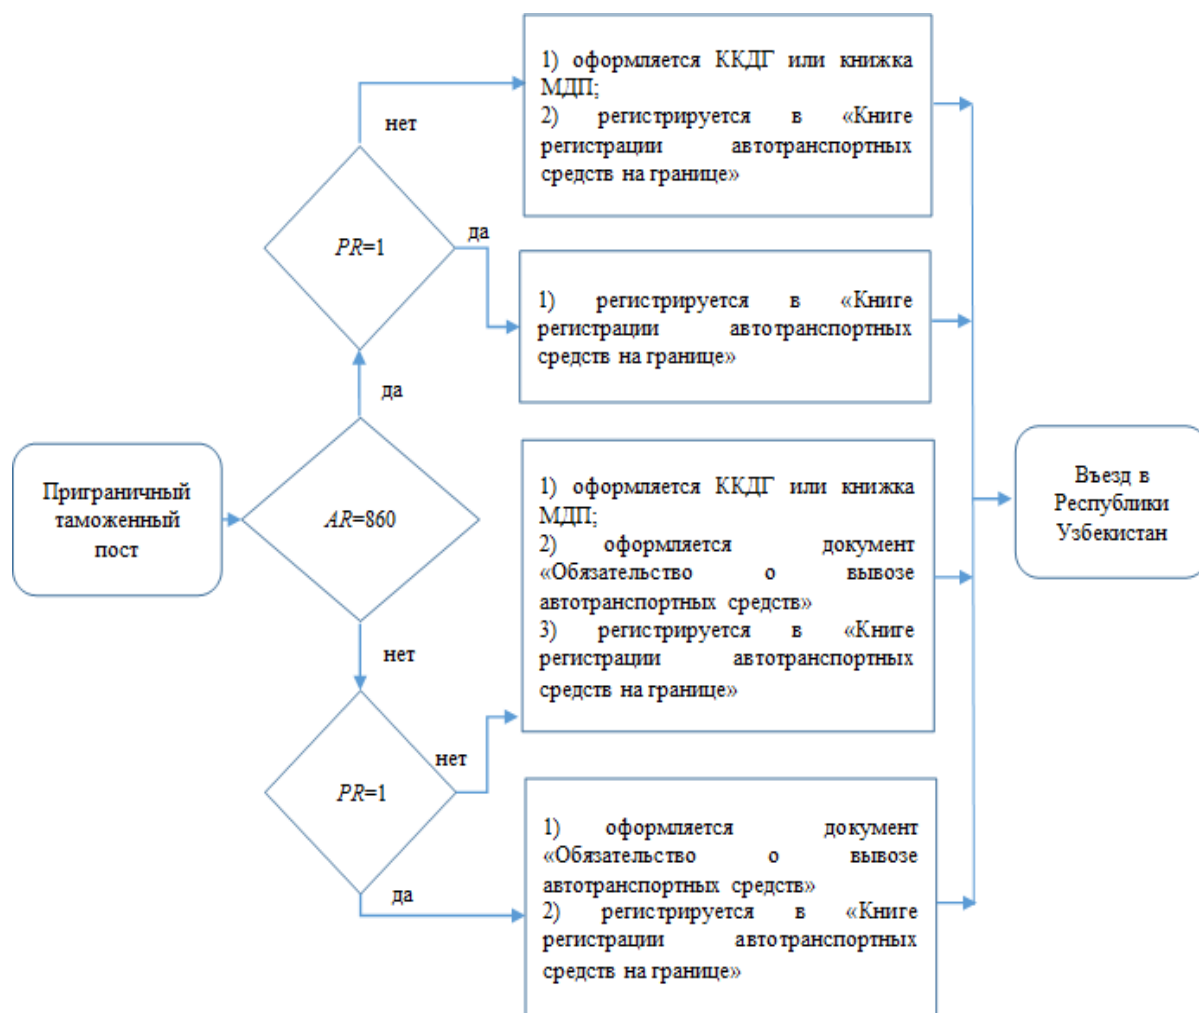 1) оформляется ККДГ или книжка
МДП;
2) регистрируется в «Книге
регистрации автотранспортных
средств на границе»
нет
PR=1
да
1) регистрируется в «Книге
регистрации автотранспортных
средств на границе»
да
Приграничный
таможенный
пост
AR=860
1) оформляется ККДГ или книжка
МДП;
2) оформляется документ
«Обязательство о вывозе
автотранспортных средств»
3) регистрируется в «Книге
регистрации автотранспортных
средств на границе»
Въезд в
Республики
Узбекистан
нет
PR=1
нет
да
1) оформляется документ
«Обязательство о вывозе
автотранспортных средств»
2) регистрируется в «Книге
регистрации автотранспортных
средств на границе»